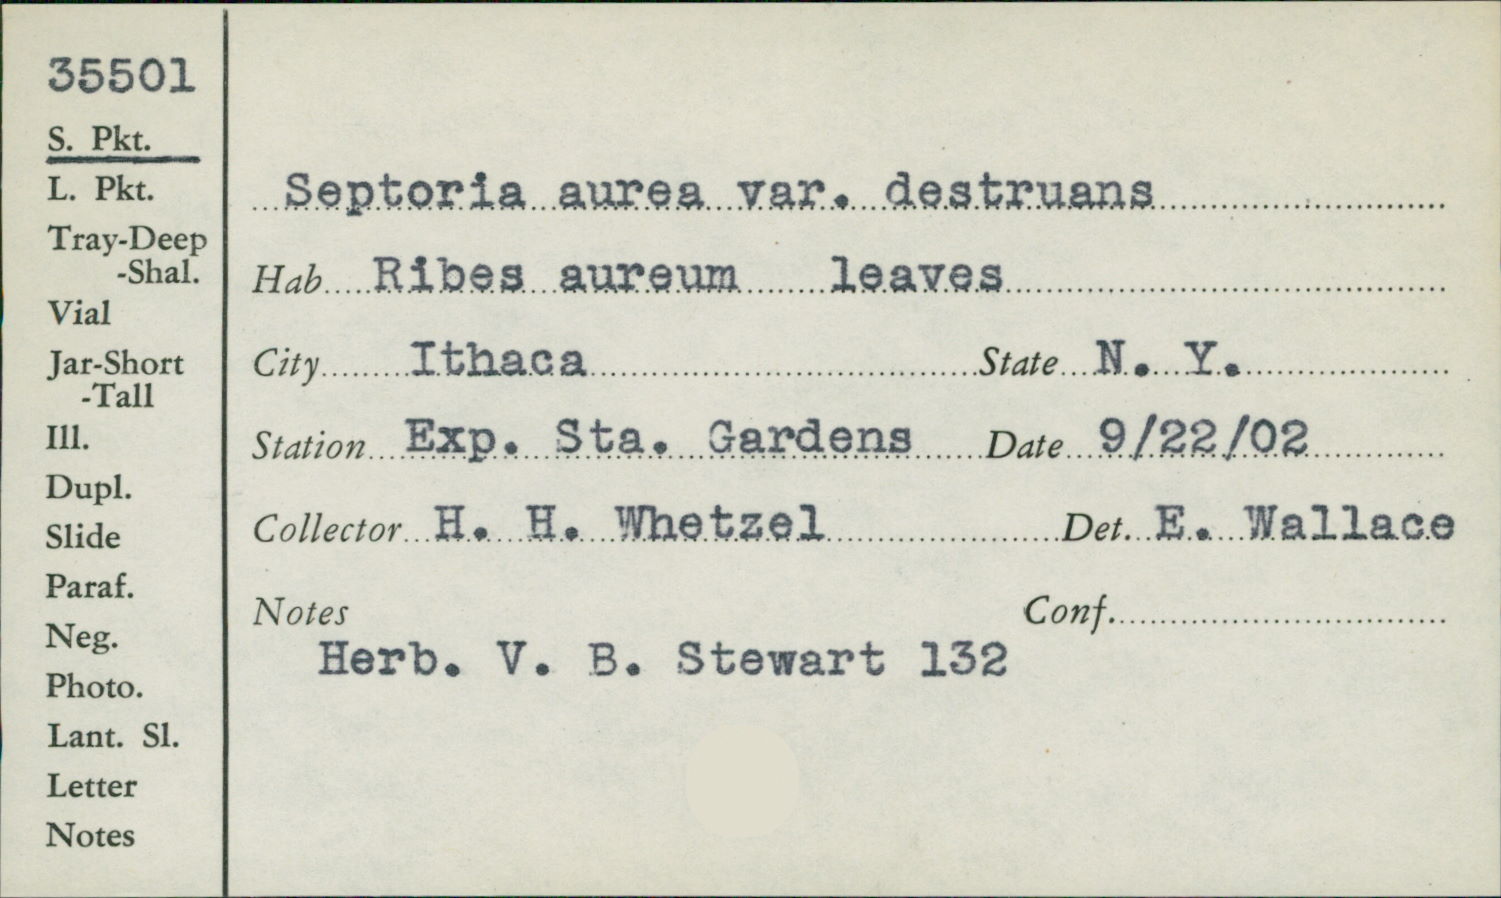 35501
S. Pkt.
L. Pkt.
Tray-Deep
-Shal.
Vial
Jar-Short
-Tall
Ill.
Dupl.
Slide
Paraf.
Neg.
Photo.
Lant. Sl.
Letter
Notes
Septoria aurea var. destruans
Hab Ribes aureum leaves
City Ithaca State N. Y.
Station Exp. Sta. Gardens Date 9/22/02
Collector H. H. Whetzel Det. E. Wallace
Notes Conf.
Herb. V. B. Stewart 132